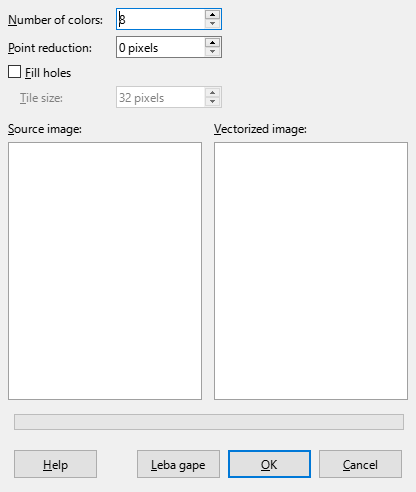 Number of colors: 8
Point reduction: 0 pixels
Fill holes
Tile size: 32 pixels
Source image: Vectorized image:
Help Leba gape OK Cancel